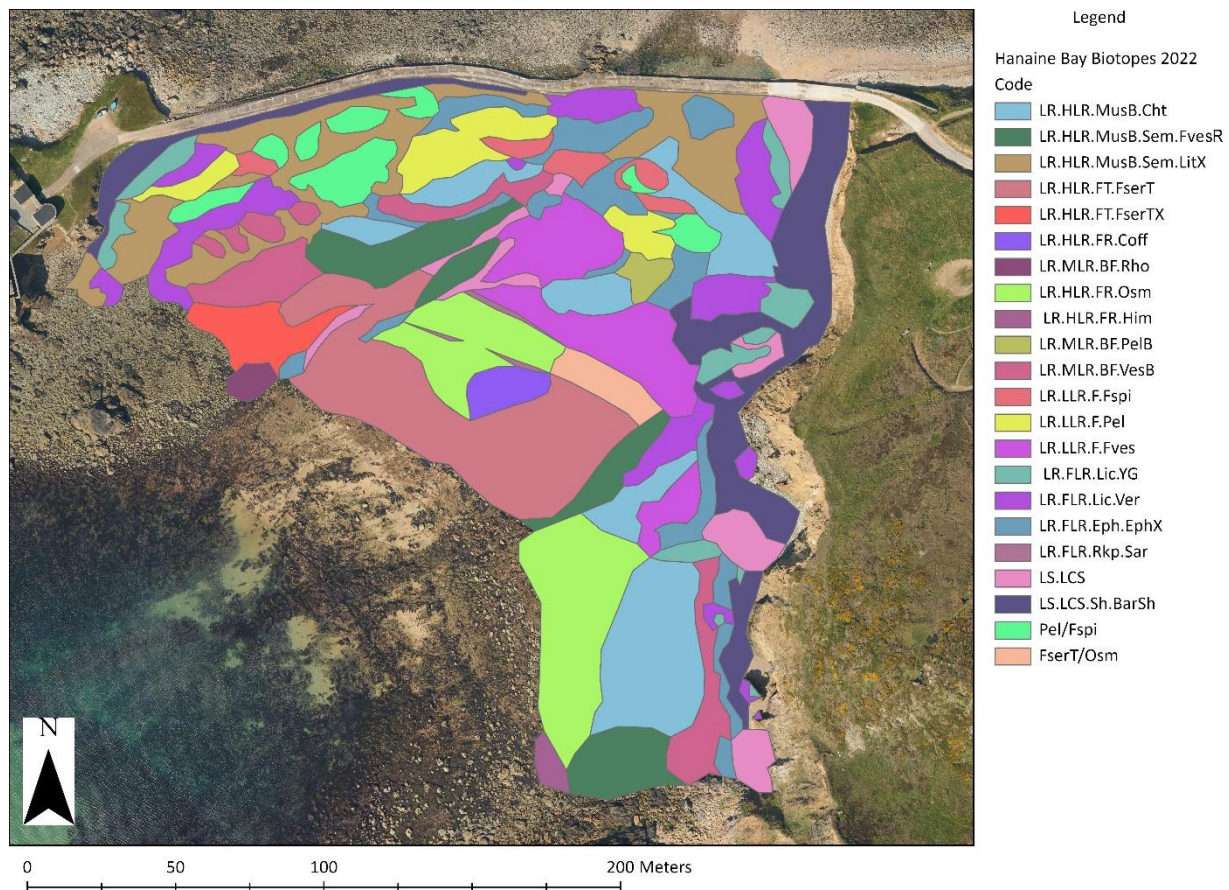 Legend
Hanaine Bay Biotopes 2022
Code
LR.HLR.MusB.Cht
LR.HLR.MusB.Sem.FvesR
LR.HLR.MusB.Sem.LitX
LR.HLR.FT.FserT
LR.HLR.FT.FserTX
LR.HLR.FR.Coff
LR.MLR.BF.Rho
LR.HLR.FR.Osm
LR.HLR.FR.Him
LR.MLR.BF.PelB
LR.MLR.BF.VesB
LR.LLR.F.Fspi
LR.LLR.F.Pel
LR.LLR.F.Fves
LR.FLR.Lic.YG
LR.FLR.Lic.Ver
LR.FLR.Eph.EphX
LR.FLR.Rkp.Sar
LS.LCS
LS.LCS.Sh.BarSh
Pel/Fspi
FserT/Osm
N
0 50 100 200 Meters